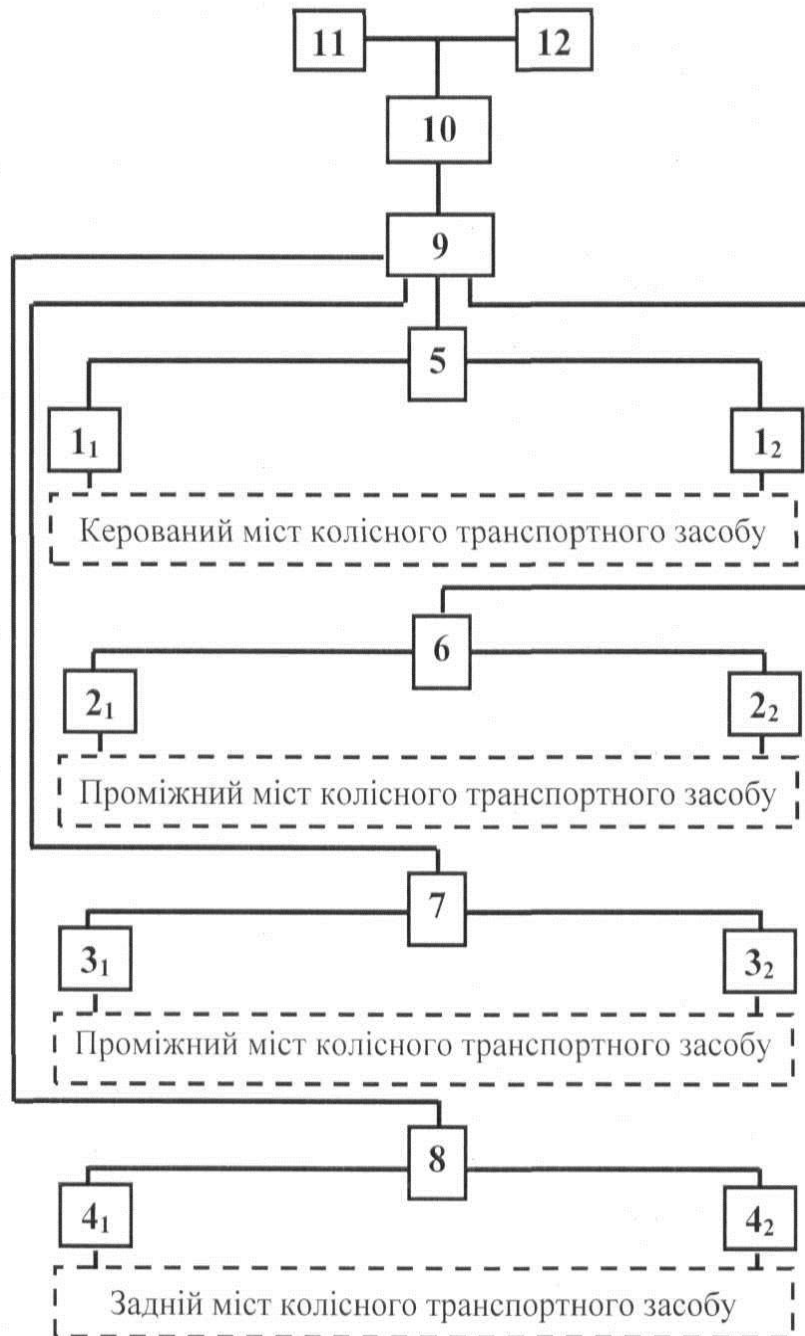 11 12
10
9
5
1₁ 1₂
Керований міст колісного транспортного засобу
6
2₁ 2₂
Проміжний міст колісного транспортного засобу
7
3₁ 3₂
Проміжний міст колісного транспортного засобу
8
4₁ 4₂
Задній міст колісного транспортного засобу